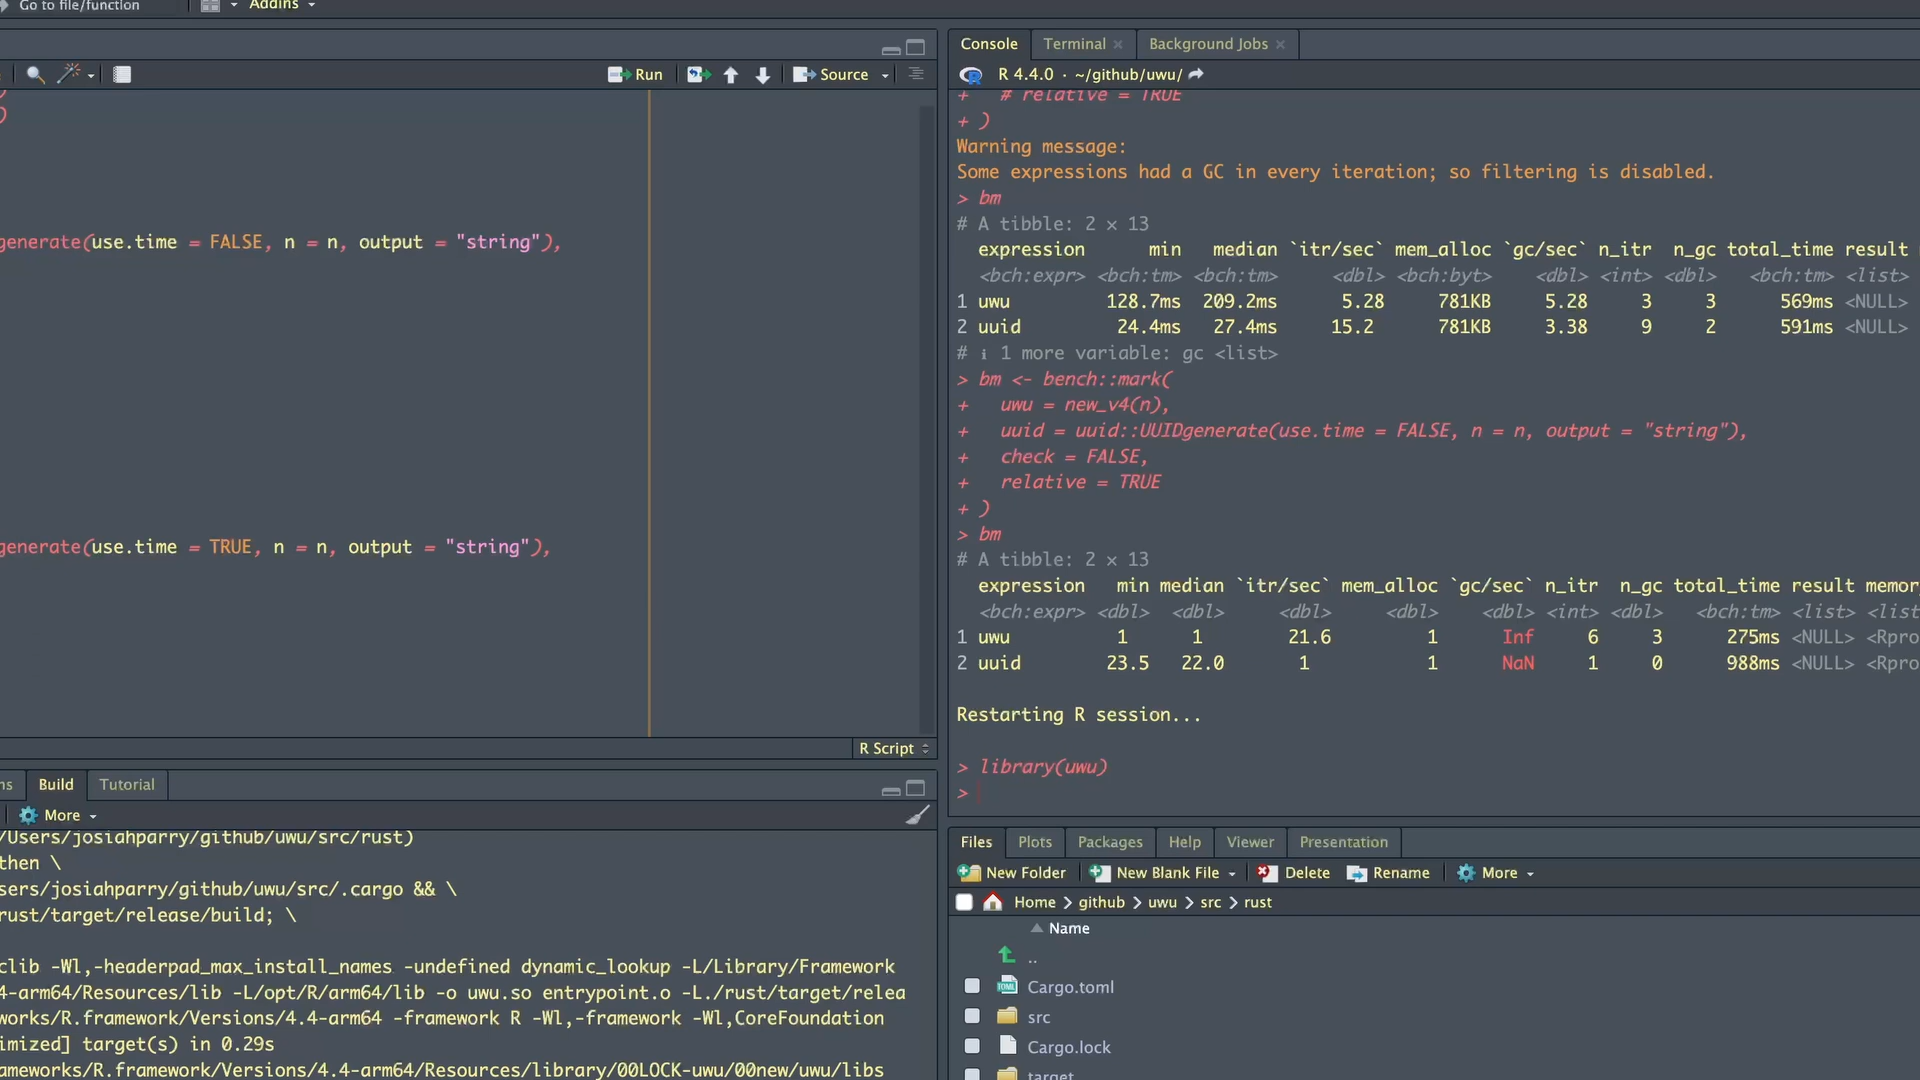 Go to file/function
Addins
Run
Source
generate(use.time = FALSE, n = n, output = "string"),
generate(use.time = TRUE, n = n, output = "string"),
R Script
ns
Build
Tutorial
More
/Users/josiahparry/github/uwu/src/rust)
then \
sers/josiahparry/github/uwu/src/.cargo && \
rust/target/release/build; \
clib -Wl,-headerpad_max_install_names -undefined dynamic_lookup -L/Library/Framework
4-arm64/Resources/lib -L/opt/R/arm64/lib -o uwu.so entrypoint.o -L./rust/target/relea
works/R.framework/Versions/4.4-arm64 -framework R -Wl,-framework -Wl,CoreFoundation
imized] target(s) in 0.29s
ameworks/R.framework/Versions/4.4-arm64/Resources/library/00LOCK-uwu/00new/uwu/libs
Console
Terminal
Background Jobs
R 4.4.0 · ~/github/uwu/
+   # relative = TRUE
+ )
Warning message:
Some expressions had a GC in every iteration; so filtering is disabled.
> bm
# A tibble: 2 × 13
expression min median `itr/sec` mem_alloc `gc/sec` n_itr n_gc total_time result
<bch:expr> <bch:tm> <bch:tm> <dbl> <bch:byt> <dbl> <int> <dbl> <bch:tm> <list>
1 uwu 128.7ms 209.2ms 5.28 781KB 5.28 3 3 569ms <NULL>
2 uuid 24.4ms 27.4ms 15.2 781KB 3.38 9 2 591ms <NULL>
# ℹ 1 more variable: gc <list>
> bm <- bench::mark(
+   uwu = new_v4(n),
+   uuid = uuid::UUIDgenerate(use.time = FALSE, n = n, output = "string"),
+   check = FALSE,
+   relative = TRUE
+ )
> bm
# A tibble: 2 × 13
expression min median `itr/sec` mem_alloc `gc/sec` n_itr n_gc total_time result memor
<bch:expr> <dbl> <dbl> <dbl> <dbl> <dbl> <int> <dbl> <bch:tm> <list> <list
1 uwu 1 1 21.6 1 Inf 6 3 275ms <NULL> <Rpro
2 uuid 23.5 22.0 1 1 NaN 1 0 988ms <NULL> <Rpro
Restarting R session...
> library(uwu)
>
Files
Plots
Packages
Help
Viewer
Presentation
New Folder
New Blank File
Delete
Rename
More
Home > github > uwu > src > rust
Name
..
Cargo.toml
src
Cargo.lock
target